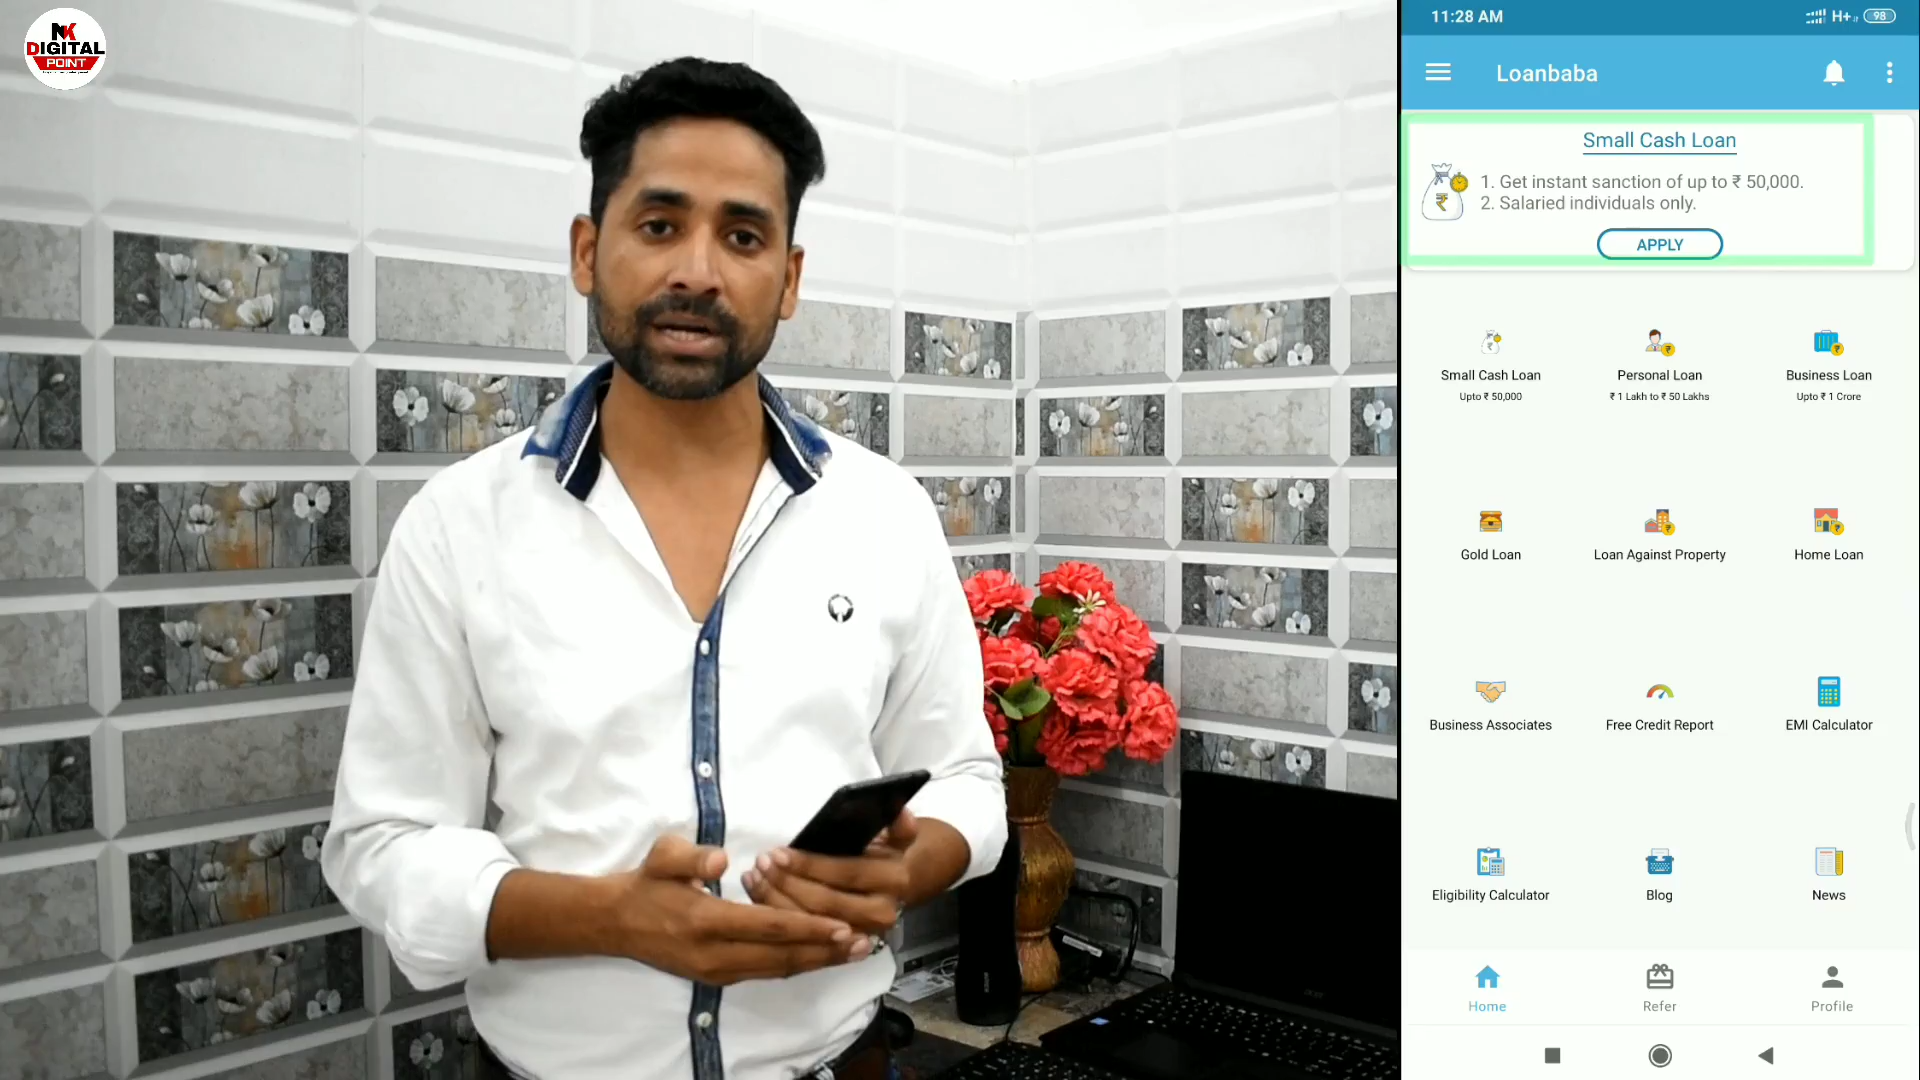 NK
DIGITAL
POINT
11:28 AM
H+
98
Loanbaba
Small Cash Loan
1. Get instant sanction of up to ₹ 50,000.
2. Salaried individuals only.
APPLY
Small Cash Loan
Upto ₹ 50,000
Personal Loan
₹ 1 Lakh to ₹ 50 Lakhs
Business Loan
Upto ₹ 1 Crore
Gold Loan
Loan Against Property
Home Loan
Business Associates
Free Credit Report
EMI Calculator
Eligibility Calculator
Blog
News
Home
Refer
Profile